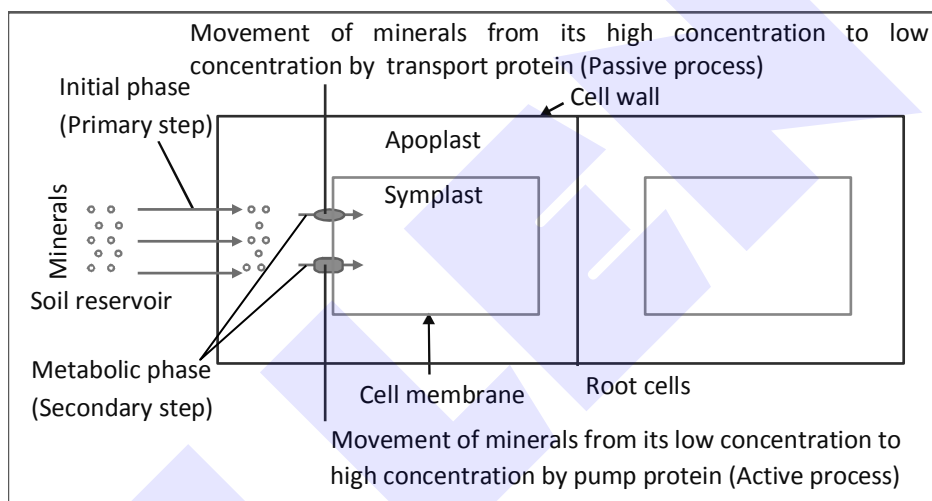 Movement of minerals from its high concentration to low
concentration by transport protein (Passive process)
Initial phase
(Primary step)
Cell wall
Apoplast
Symplast
Minerals
Soil reservoir
Metabolic phase
(Secondary step)
Cell membrane
Root cells
Movement of minerals from its low concentration to
high concentration by pump protein (Active process)